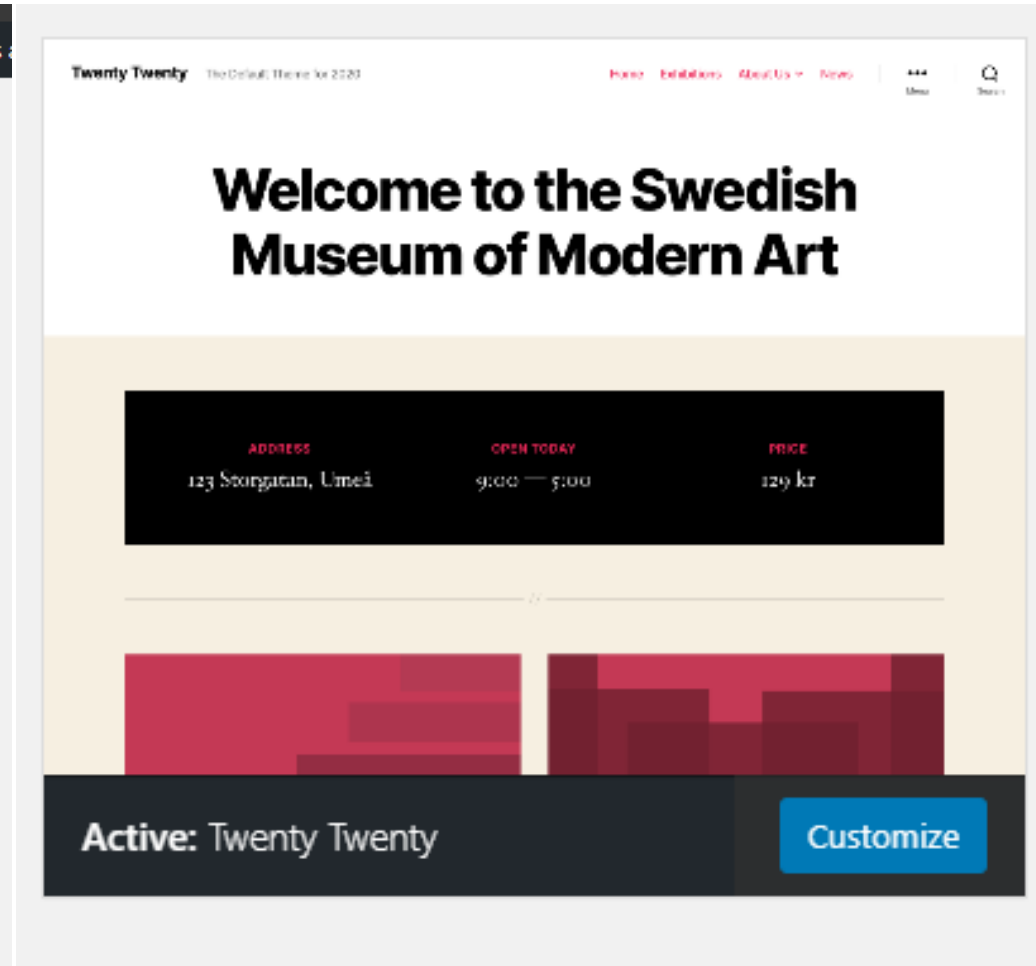 Twenty Twenty The Default Theme for 2020 Home Exhibitions About Us News
Menu Search
Welcome to the Swedish
Museum of Modern Art
ADDRESS OPEN TODAY PRICE
123 Storgatan, Umeå 9:00 — 5:00 129 kr
Active: Twenty Twenty Customize